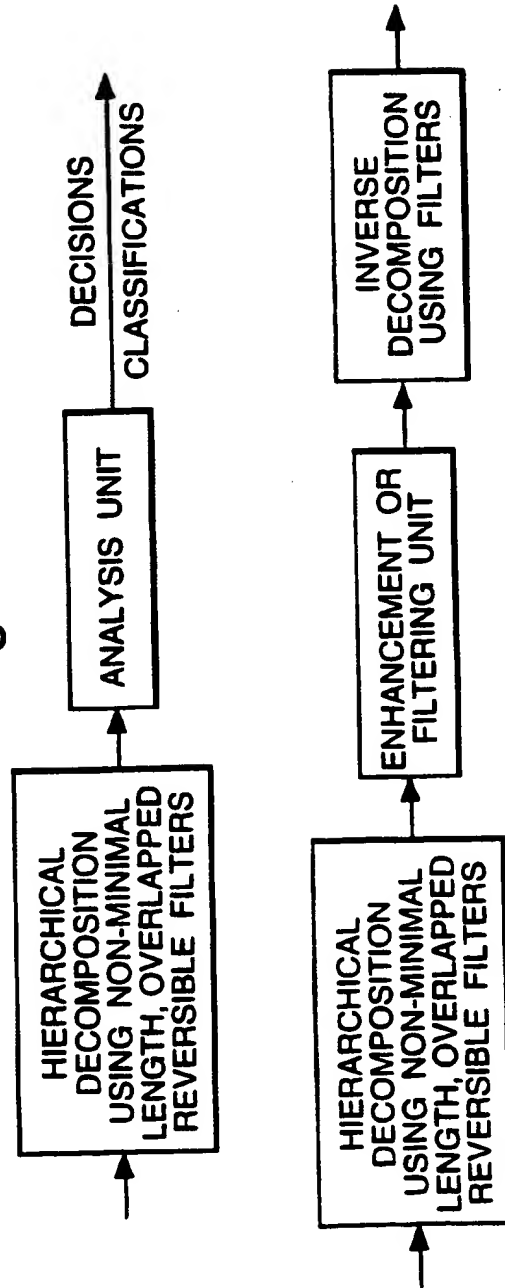 HIERARCHICAL
DECOMPOSITION
USING NON-MINIMAL
LENGTH, OVERLAPPED
REVERSIBLE FILTERS
ANALYSIS UNIT
DECISIONS
CLASSIFICATIONS
HIERARCHICAL
DECOMPOSITION
USING NON-MINIMAL
LENGTH, OVERLAPPED
REVERSIBLE FILTERS
ENHANCEMENT OR
FILTERING UNIT
INVERSE
DECOMPOSITION
USING FILTERS